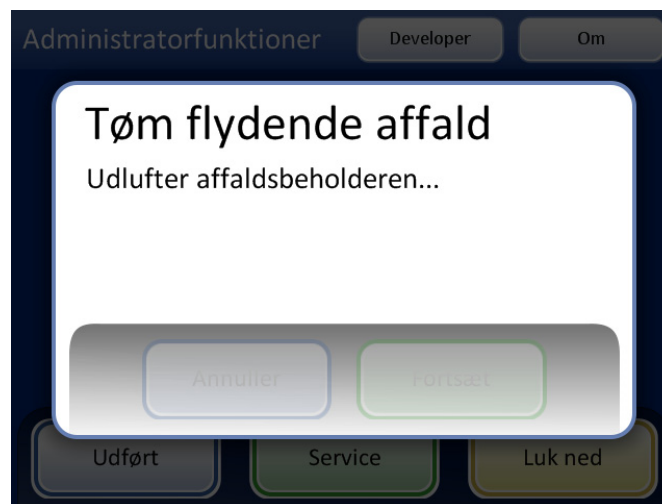 Administratorfunktioner
Developer
Om
Tøm flydende affald
Udlufter affaldsbeholderen...
Annuller
Fortsæt
Udført
Service
Luk ned